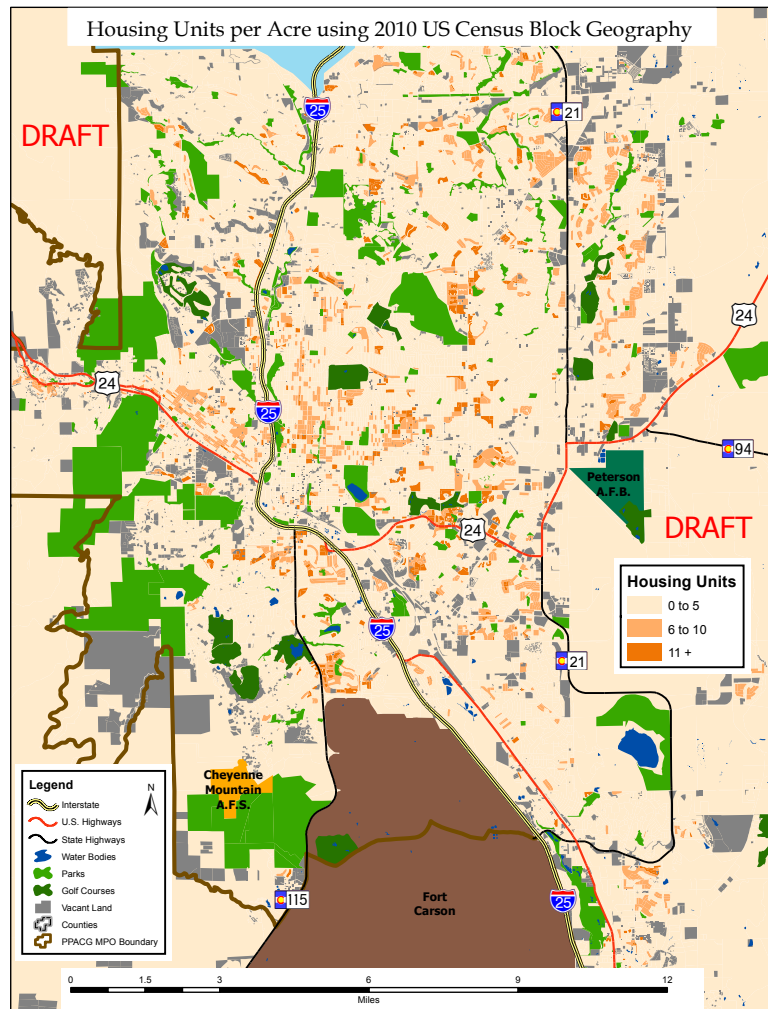 Housing Units per Acre using 2010 US Census Block Geography
25
21
DRAFT
24
24
25
94
Peterson
A.F.B.
DRAFT
24
Housing Units
0 to 5
6 to 10
11 +
25
21
Cheyenne
Mountain
A.F.S.
Legend
N
Interstate
U.S. Highways
State Highways
Water Bodies
Parks
Golf Courses
Vacant Land
Counties
PPACG MPO Boundary
115
Fort
Carson
25
0 1.5 3 6 9 12
Miles